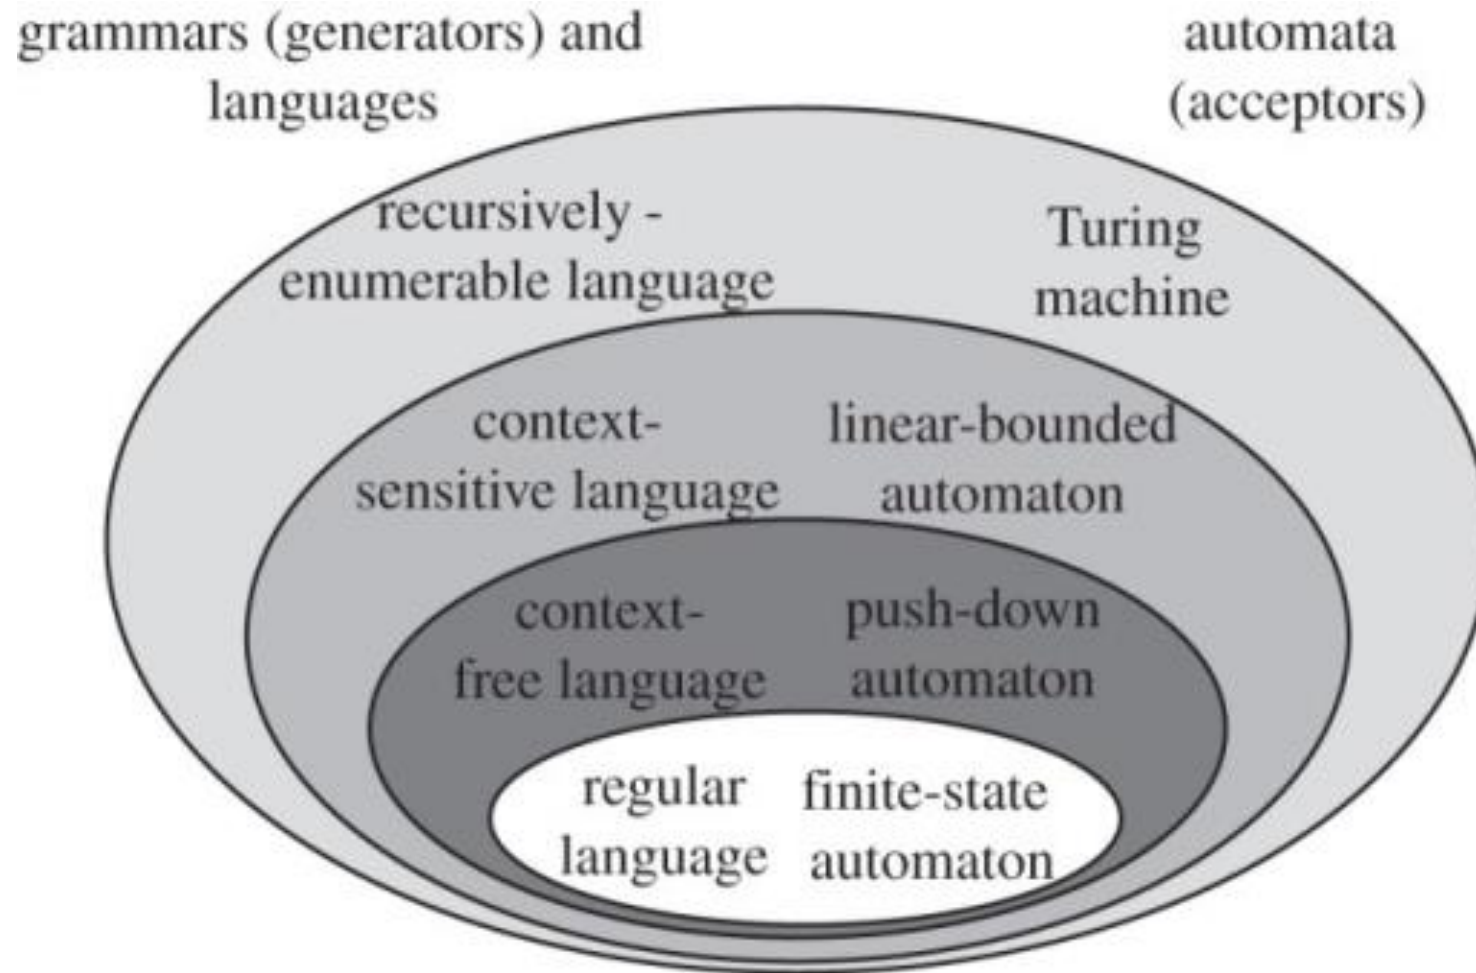 grammars (generators) and
languages
automata
(acceptors)
recursively -
enumerable language
Turing
machine
context-
sensitive language
linear-bounded
automaton
context-
free language
push-down
automaton
regular
language
finite-state
automaton